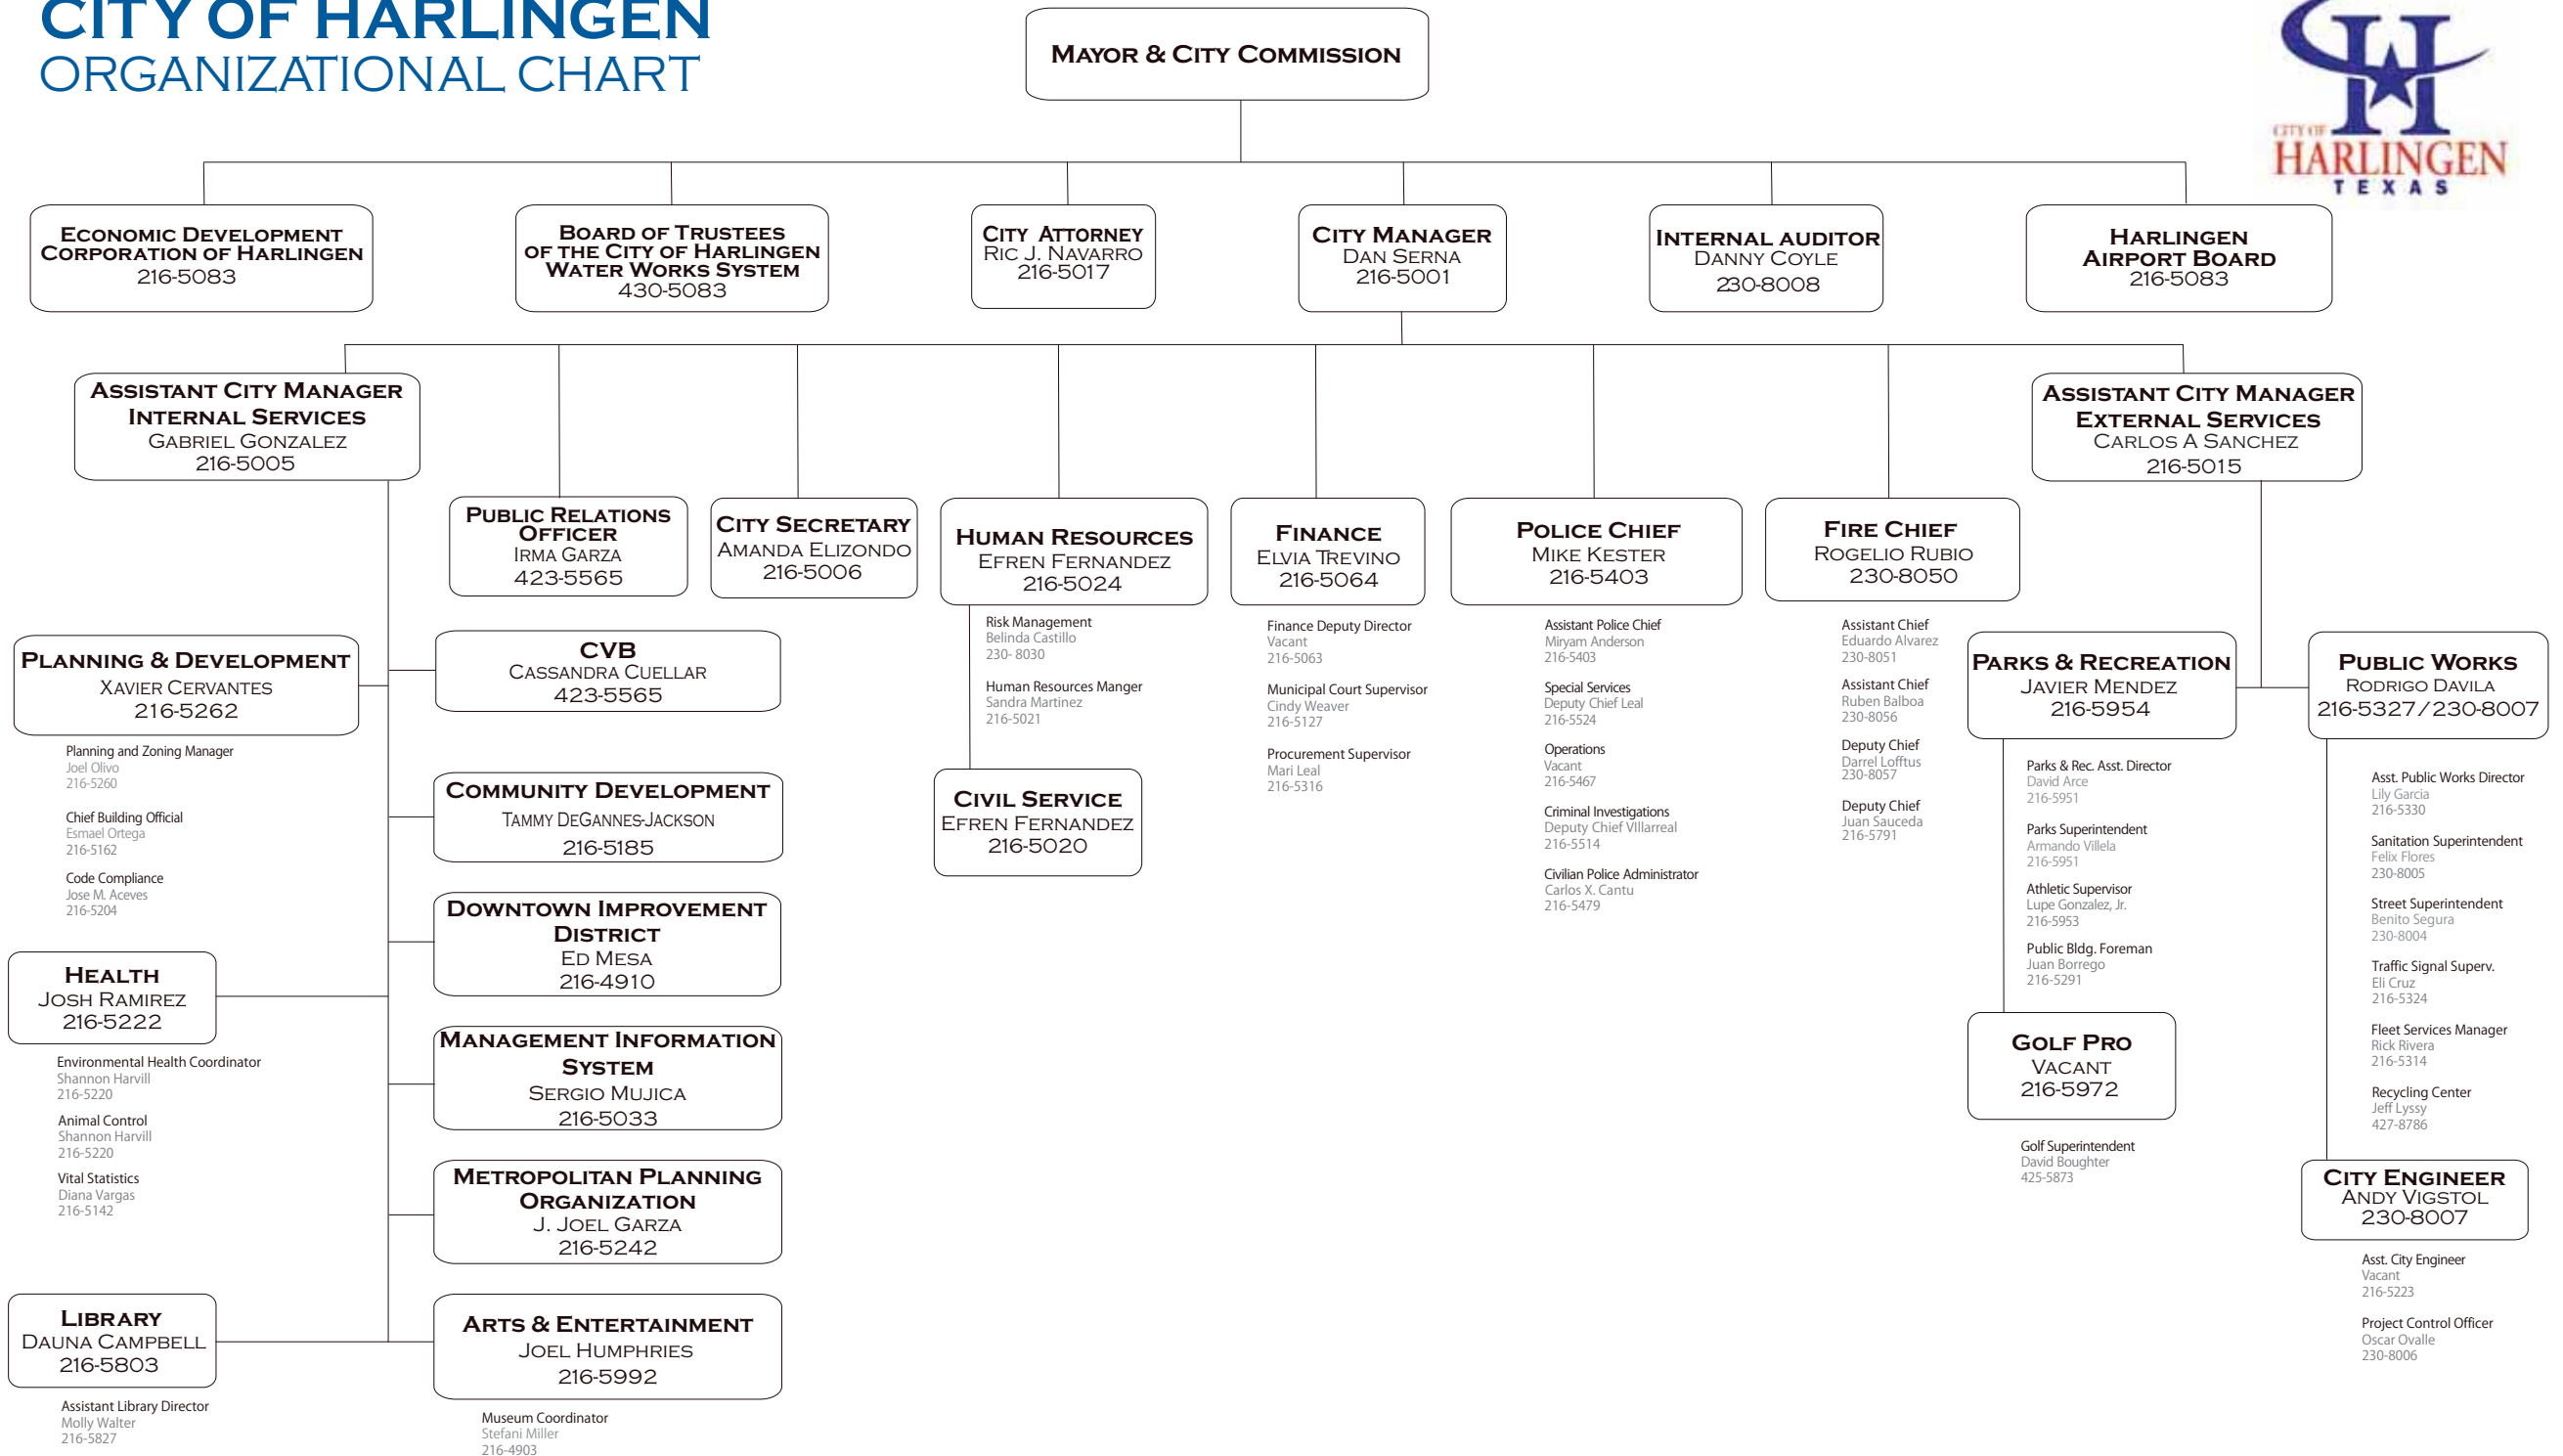 CITY OF HARLINGEN
ORGANIZATIONAL CHART
MAYOR & CITY COMMISSION
CITY OF
HARLINGEN
TEXAS
ECONOMIC DEVELOPMENT
CORPORATION OF HARLINGEN
216-5083
BOARD OF TRUSTEES
OF THE CITY OF HARLINGEN
WATER WORKS SYSTEM
430-5083
CITY ATTORNEY
RIC J. NAVARRO
216-5017
CITY MANAGER
DAN SERNA
216-5001
INTERNAL AUDITOR
DANNY COYLE
230-8008
HARLINGEN
AIRPORT BOARD
216-5083
ASSISTANT CITY MANAGER
INTERNAL SERVICES
GABRIEL GONZALEZ
216-5005
ASSISTANT CITY MANAGER
EXTERNAL SERVICES
CARLOS A SANCHEZ
216-5015
PUBLIC RELATIONS
OFFICER
IRMA GARZA
423-5565
CITY SECRETARY
AMANDA ELIZONDO
216-5006
HUMAN RESOURCES
EFREN FERNANDEZ
216-5024
Risk Management
Belinda Castillo
230- 8030
Human Resources Manger
Sandra Martinez
216-5021
CIVIL SERVICE
EFREN FERNANDEZ
216-5020
FINANCE
ELVIA TREVINO
216-5064
Finance Deputy Director
Vacant
216-5063
Municipal Court Supervisor
Cindy Weaver
216-5127
Procurement Supervisor
Mari Leal
216-5316
POLICE CHIEF
MIKE KESTER
216-5403
Assistant Police Chief
Miryam Anderson
216-5403
Special Services
Deputy Chief Leal
216-5524
Operations
Vacant
216-5467
Criminal Investigations
Deputy Chief VIllarreal
216-5514
Civilian Police Administrator
Carlos X. Cantu
216-5479
FIRE CHIEF
ROGELIO RUBIO
230-8050
Assistant Chief
Eduardo Alvarez
230-8051
Assistant Chief
Ruben Balboa
230-8056
Deputy Chief
Darrel Lofftus
230-8057
Deputy Chief
Juan Sauceda
216-5791
PLANNING & DEVELOPMENT
XAVIER CERVANTES
216-5262
Planning and Zoning Manager
Joel Olivo
216-5260
Chief Building Official
Esmael Ortega
216-5162
Code Compliance
Jose M. Aceves
216-5204
HEALTH
JOSH RAMIREZ
216-5222
Environmental Health Coordinator
Shannon Harvill
216-5220
Animal Control
Shannon Harvill
216-5220
Vital Statistics
Diana Vargas
216-5142
LIBRARY
DAUNA CAMPBELL
216-5803
Assistant Library Director
Molly Walter
216-5827
CVB
CASSANDRA CUELLAR
423-5565
COMMUNITY DEVELOPMENT
TAMMY DEGANNES-JACKSON
216-5185
DOWNTOWN IMPROVEMENT
DISTRICT
ED MESA
216-4910
MANAGEMENT INFORMATION
SYSTEM
SERGIO MUJICA
216-5033
METROPOLITAN PLANNING
ORGANIZATION
J. JOEL GARZA
216-5242
ARTS & ENTERTAINMENT
JOEL HUMPHRIES
216-5992
Museum Coordinator
Stefani Miller
216-4903
PARKS & RECREATION
JAVIER MENDEZ
216-5954
Parks & Rec. Asst. Director
David Arce
216-5951
Parks Superintendent
Armando Villela
216-5951
Athletic Supervisor
Lupe Gonzalez, Jr.
216-5953
Public Bldg. Foreman
Juan Borrego
216-5291
GOLF PRO
VACANT
216-5972
Golf Superintendent
David Boughter
425-5873
PUBLIC WORKS
RODRIGO DAVILA
216-5327/230-8007
Asst. Public Works Director
Lily Garcia
216-5330
Sanitation Superintendent
Felix Flores
230-8005
Street Superintendent
Benito Segura
230-8004
Traffic Signal Superv.
Eli Cruz
216-5324
Fleet Services Manager
Rick Rivera
216-5314
Recycling Center
Jeff Lyssy
427-8786
CITY ENGINEER
ANDY VIGSTOL
230-8007
Asst. City Engineer
Vacant
216-5223
Project Control Officer
Oscar Ovalle
230-8006